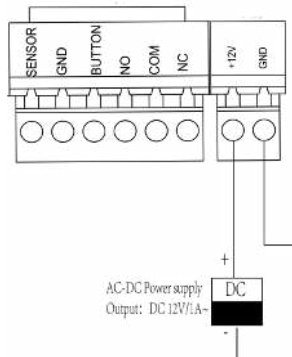 SENSOR
GND
BUTTON
NO
COM
NC
+12V
GND
+
AC-DC Power supply
DC
Output: DC 12V/1A~
-